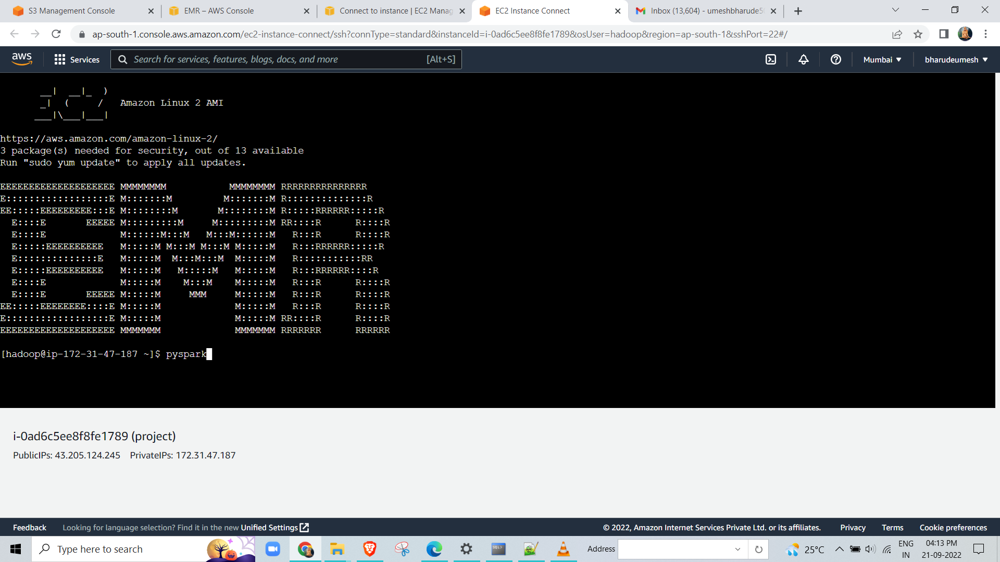 S3 Management Console
EMR – AWS Console
Connect to instance | EC2 Manag
EC2 Instance Connect
Inbox (13,604) - umeshbharude5
ap-south-1.console.aws.amazon.com/ec2-instance-connect/ssh?connType=standard&instanceId=i-0ad6c5ee8f8fe1789&osUser=hadoop&region=ap-south-1&sshPort=22#/
aws
Services
Search for services, features, blogs, docs, and more
[Alt+S]
Mumbai ▼
bharudeumesh ▼
       __|  __|_  )
       _|  (     /   Amazon Linux 2 AMI
      ___|\___|___|
https://aws.amazon.com/amazon-linux-2/
3 package(s) needed for security, out of 13 available
Run "sudo yum update" to apply all updates.
EEEEEEEEEEEEEEEEEEEE MMMMMMMM           MMMMMMMM RRRRRRRRRRRRRRR
E::::::::::::::::::E M:::::::M         M:::::::M R::::::::::::::R
EE:::::EEEEEEEEE:::E M::::::::M       M::::::::M R:::::RRRRRR:::::R
  E::::E       EEEEE M:::::::::M     M:::::::::M RR::::R      R::::R
  E::::E             M::::::M:::M   M:::M::::::M   R:::R      R::::R
  E:::::EEEEEEEEEE   M:::::M M:::M M:::M M:::::M   R:::RRRRRR:::::R
  E::::::::::::::E   M:::::M  M:::M:::M  M:::::M   R:::::::::::RR
  E:::::EEEEEEEEEE   M:::::M   M:::::M   M:::::M   R:::RRRRRR::::R
  E::::E             M:::::M    M:::M    M:::::M   R:::R      R::::R
  E::::E       EEEEE M:::::M     MMM     M:::::M   R:::R      R::::R
EE:::::EEEEEEEE::::E M:::::M             M:::::M   R:::R      R::::R
E::::::::::::::::::E M:::::M             M:::::M RR::::R      R::::R
EEEEEEEEEEEEEEEEEEEE MMMMMMM             MMMMMMM RRRRRRR      RRRRRR
[hadoop@ip-172-31-47-187 ~]$ pyspark
i-0ad6c5ee8f8fe1789 (project)
PublicIPs: 43.205.124.245 PrivateIPs: 172.31.47.187
Feedback
Looking for language selection? Find it in the new Unified Settings
© 2022, Amazon Internet Services Private Ltd. or its affiliates.
Privacy
Terms
Cookie preferences
Type here to search
SQL>
Address
25°C
ENG
IN
04:13 PM
21-09-2022